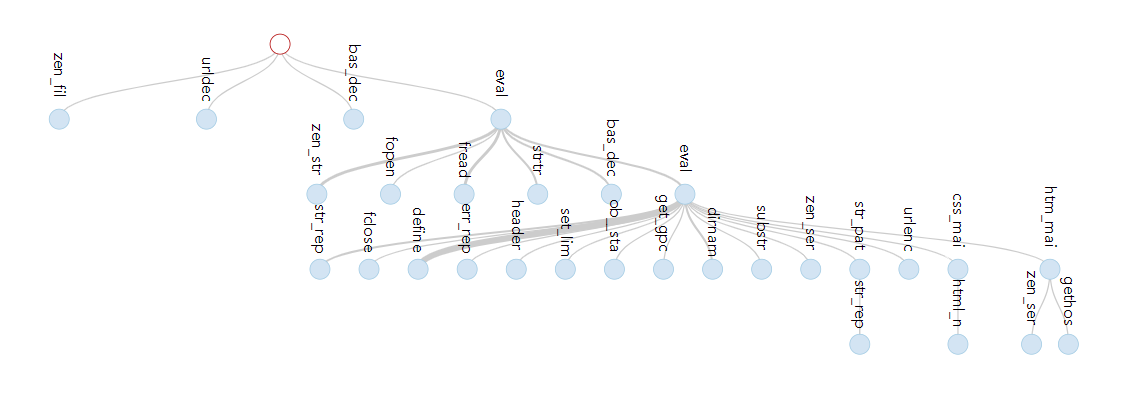 zen_fil
urldec
bas_dec
eval
zen_str
fopen
fread
strtr
bas_dec
eval
str_rep
fclose
define
err_rep
header
set_lim
ob_sta
get_gpc
dirnam
substr
zen_ser
str_pat
urlenc
css_mai
htm_mai
str_rep
html_n
zen_ser
gethos